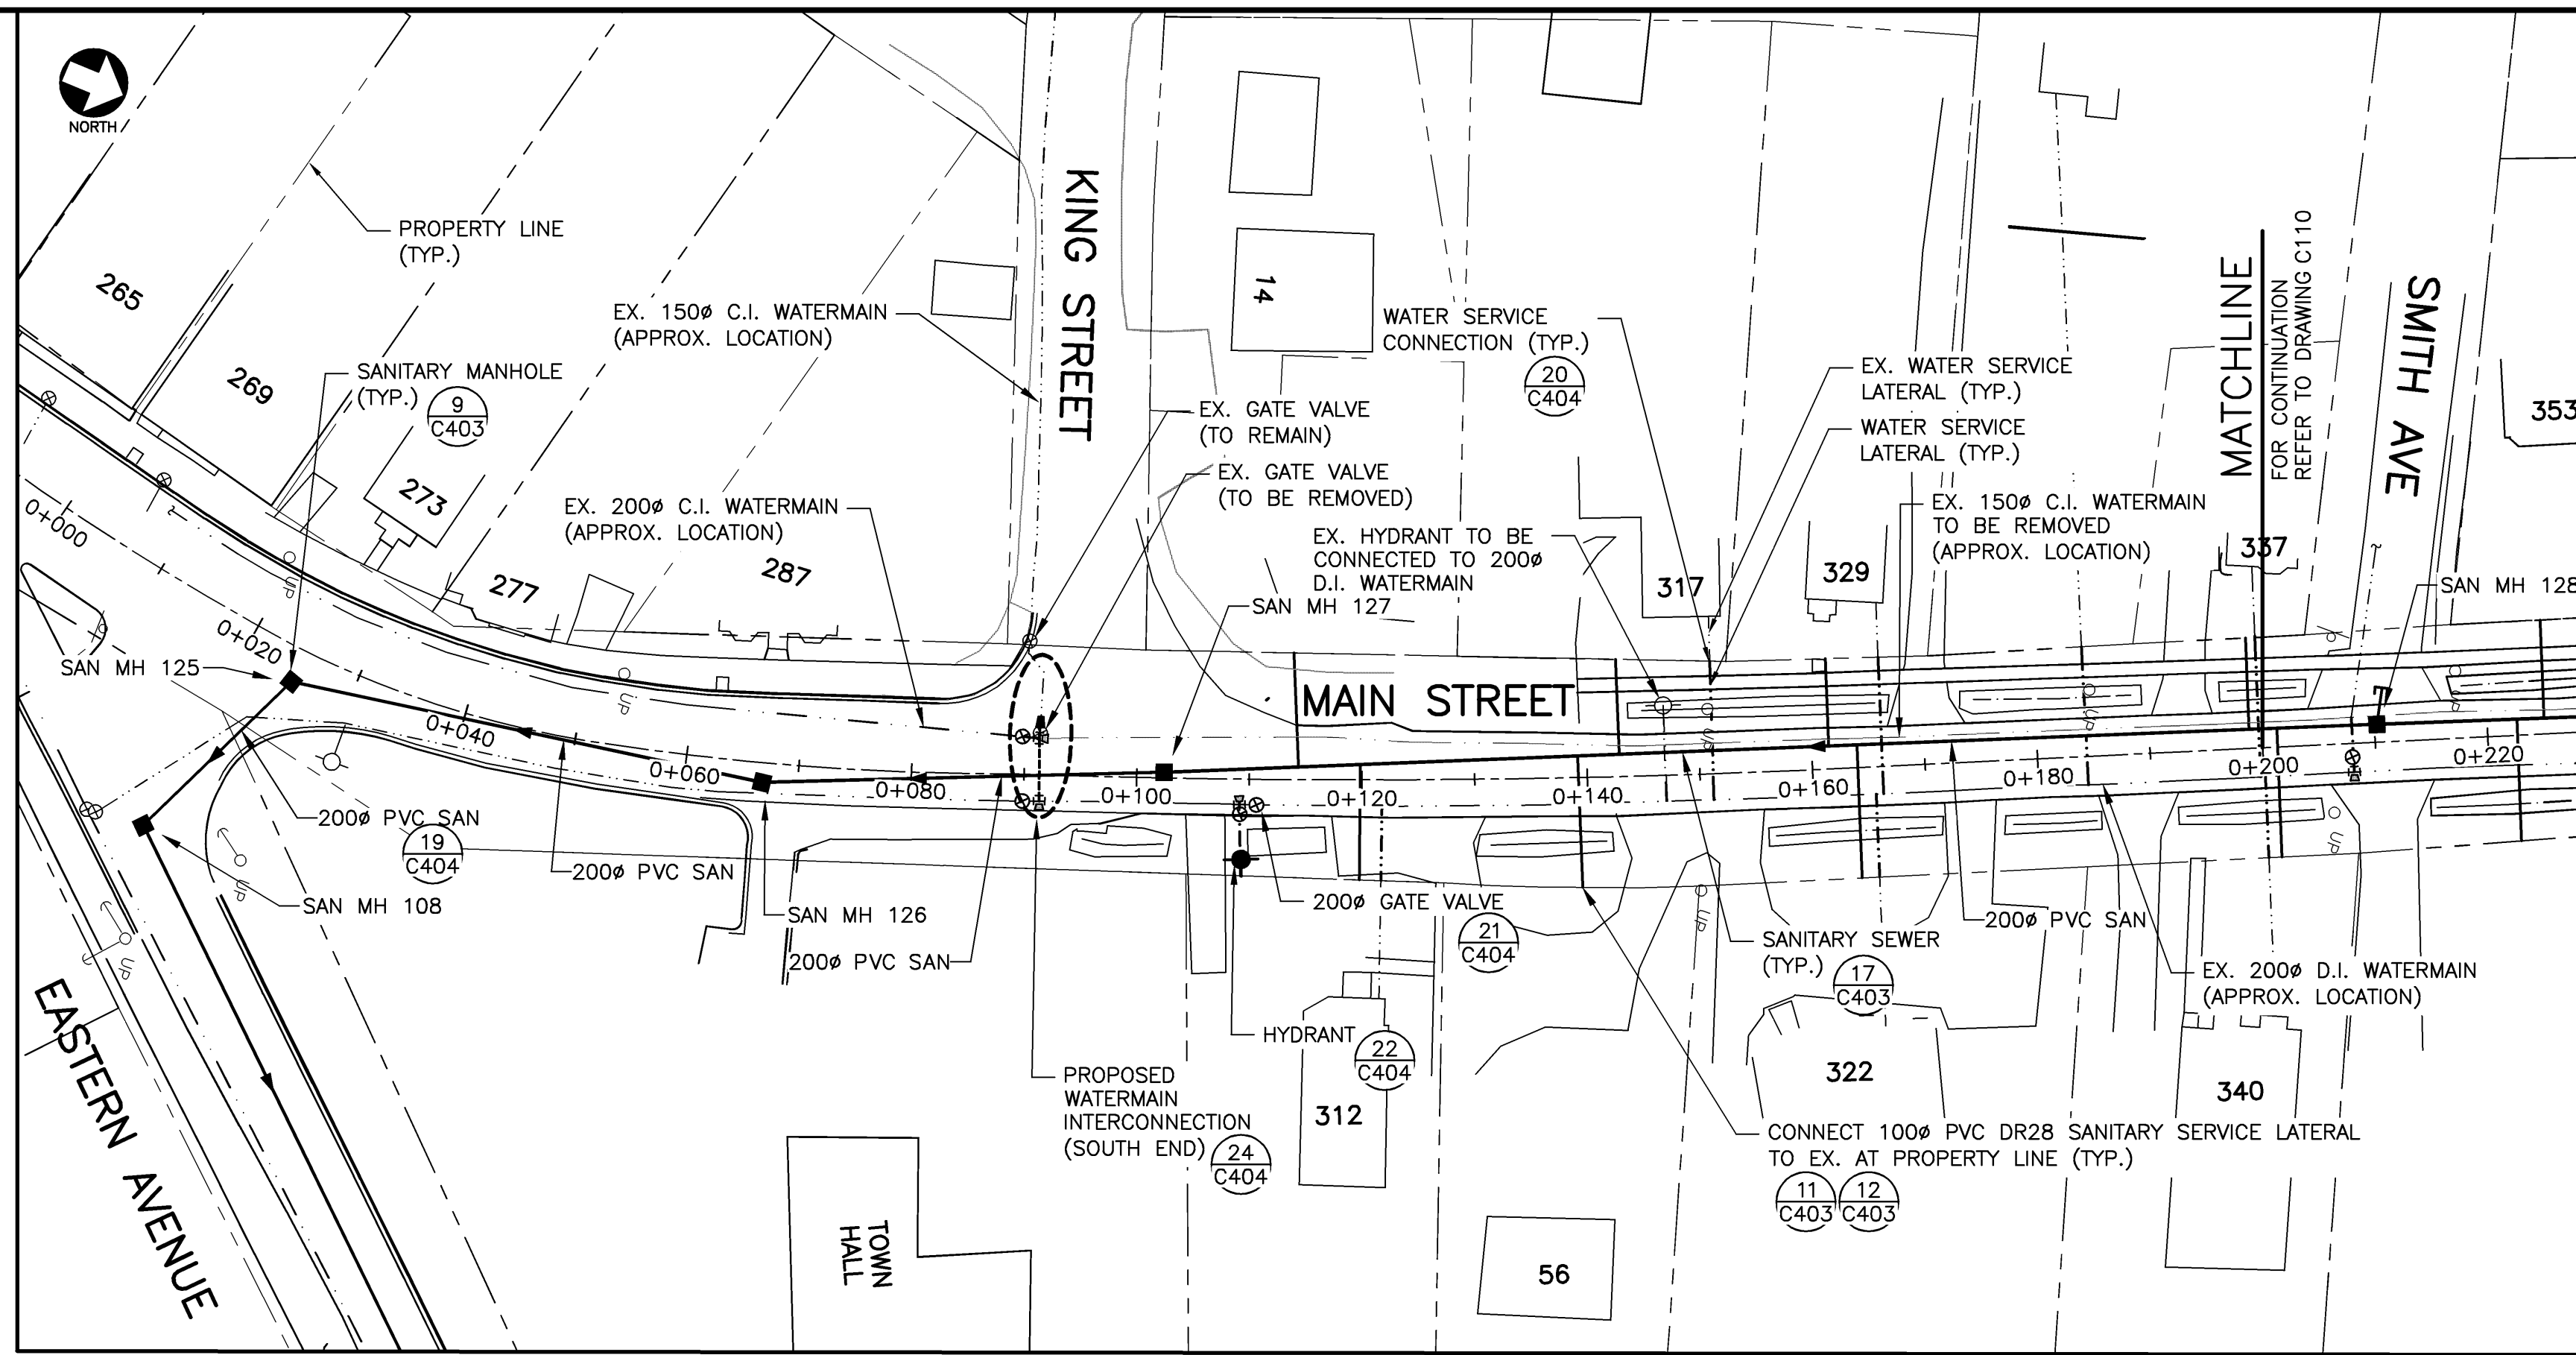 NORTH
PROPERTY LINE
(TYP.)
265
269
273
277
287
EX. 150ø C.I. WATERMAIN
(APPROX. LOCATION)
SANITARY MANHOLE
(TYP.)
9
C403
EX. 200ø C.I. WATERMAIN
(APPROX. LOCATION)
KING STREET
14
WATER SERVICE
CONNECTION (TYP.)
20
C404
EX. GATE VALVE
(TO REMAIN)
EX. GATE VALVE
(TO BE REMOVED)
EX. HYDRANT TO BE
CONNECTED TO 200ø
D.I. WATERMAIN
SAN MH 127
EX. WATER SERVICE
LATERAL (TYP.)
WATER SERVICE
LATERAL (TYP.)
EX. 150ø C.I. WATERMAIN
TO BE REMOVED
(APPROX. LOCATION)
MATCHLINE
FOR CONTINUATION
REFER TO DRAWING C110
SMITH AVE
353
317
329
337
SAN MH 128
MAIN STREET
UP
UP
UP
UP
UP
0+000
0+020
0+040
0+060
0+080
0+100
0+120
0+140
0+160
0+180
0+200
0+220
SAN MH 125
200ø PVC SAN
19
C404
200ø PVC SAN
SAN MH 108
UP
UP
SAN MH 126
200ø PVC SAN
200ø GATE VALVE
21
C404
UP
UP
SANITARY SEWER
(TYP.)
17
C403
200ø PVC SAN
EX. 200ø D.I. WATERMAIN
(APPROX. LOCATION)
HYDRANT
22
C404
PROPOSED
WATERMAIN
INTERCONNECTION
(SOUTH END)
24
C404
312
322
340
CONNECT 100ø PVC DR28 SANITARY SERVICE LATERAL
TO EX. AT PROPERTY LINE (TYP.)
11
C403
12
C403
EASTERN AVENUE
TOWN
HALL
56